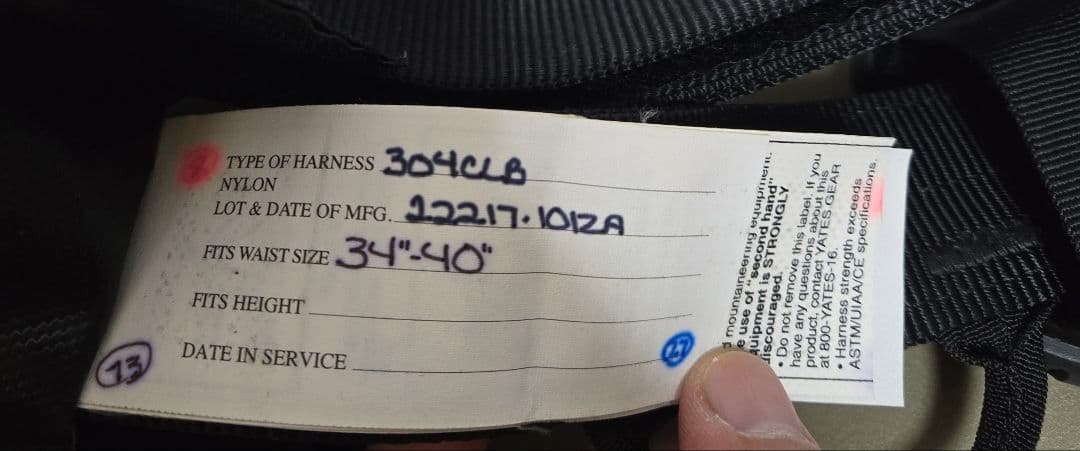 TYPE OF HARNESS 304CLB
NYLON
LOT & DATE OF MFG. 22217.1012A
FITS WAIST SIZE 34"-40"
FITS HEIGHT
DATE IN SERVICE
13
27
mountaineering equipment.
use of "second hand"
equipment is STRONGLY
discouraged.
• Do not remove this label. If you
have any questions about this
product, contact YATES GEAR
at 800-YATES-16.
• Harness strength exceeds
ASTM/UIAA/CE specifications.